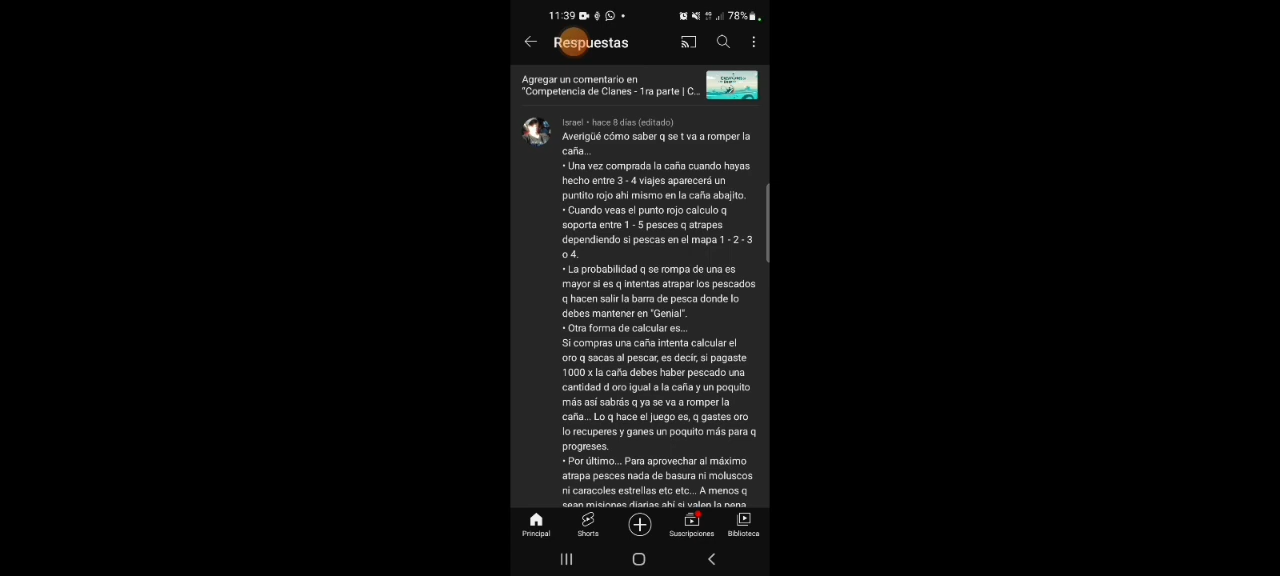 11:39 78%
Respuestas
Agregar un comentario en
"Competencia de Clanes - 1ra parte | C...
Israel • hace 8 días (editado)
Averigüé cómo saber q se t va a romper la
caña...
• Una vez comprada la caña cuando hayas
hecho entre 3 - 4 viajes aparecerá un
puntito rojo ahi mismo en la caña abajito.
• Cuando veas el punto rojo calculo q
soporta entre 1 - 5 pesces q atrapes
dependiendo si pescas en el mapa 1 - 2 - 3
o 4.
• La probabilidad q se rompa de una es
mayor si es q intentas atrapar los pescados
q hacen salir la barra de pesca donde lo
debes mantener en "Genial".
• Otra forma de calcular es...
Si compras una caña intenta calcular el
oro q sacas al pescar, es decír, si pagaste
1000 x la caña debes haber pescado una
cantidad d oro igual a la caña y un poquito
más así sabrás q ya se va a romper la
caña... Lo q hace el juego es, q gastes oro
lo recuperes y ganes un poquito más para q
progreses.
• Por último... Para aprovechar al máximo
atrapa pesces nada de basura ni moluscos
ni caracoles estrellas etc etc... A menos q
sean misiones diarias ahí si valen la pena
Principal Shorts Suscripciones Biblioteca